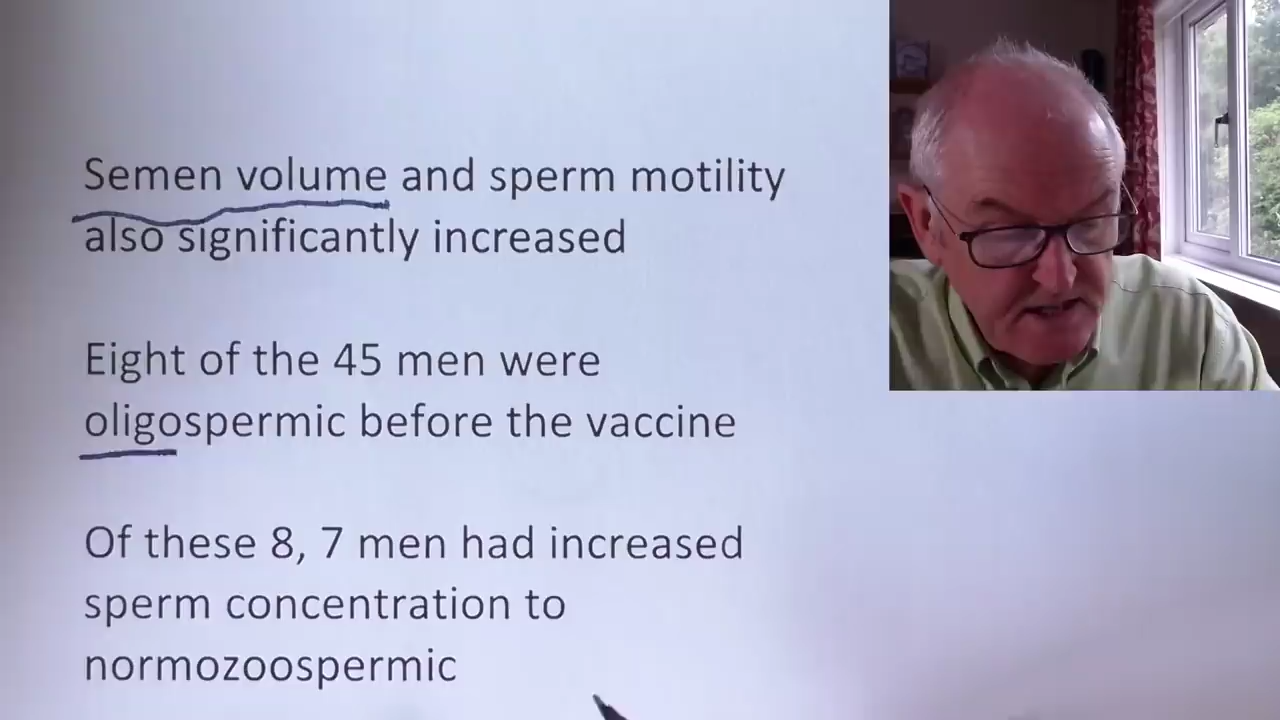 Semen volume and sperm motility
also significantly increased
Eight of the 45 men were
oligospermic before the vaccine
Of these 8, 7 men had increased
sperm concentration to
normozoospermic